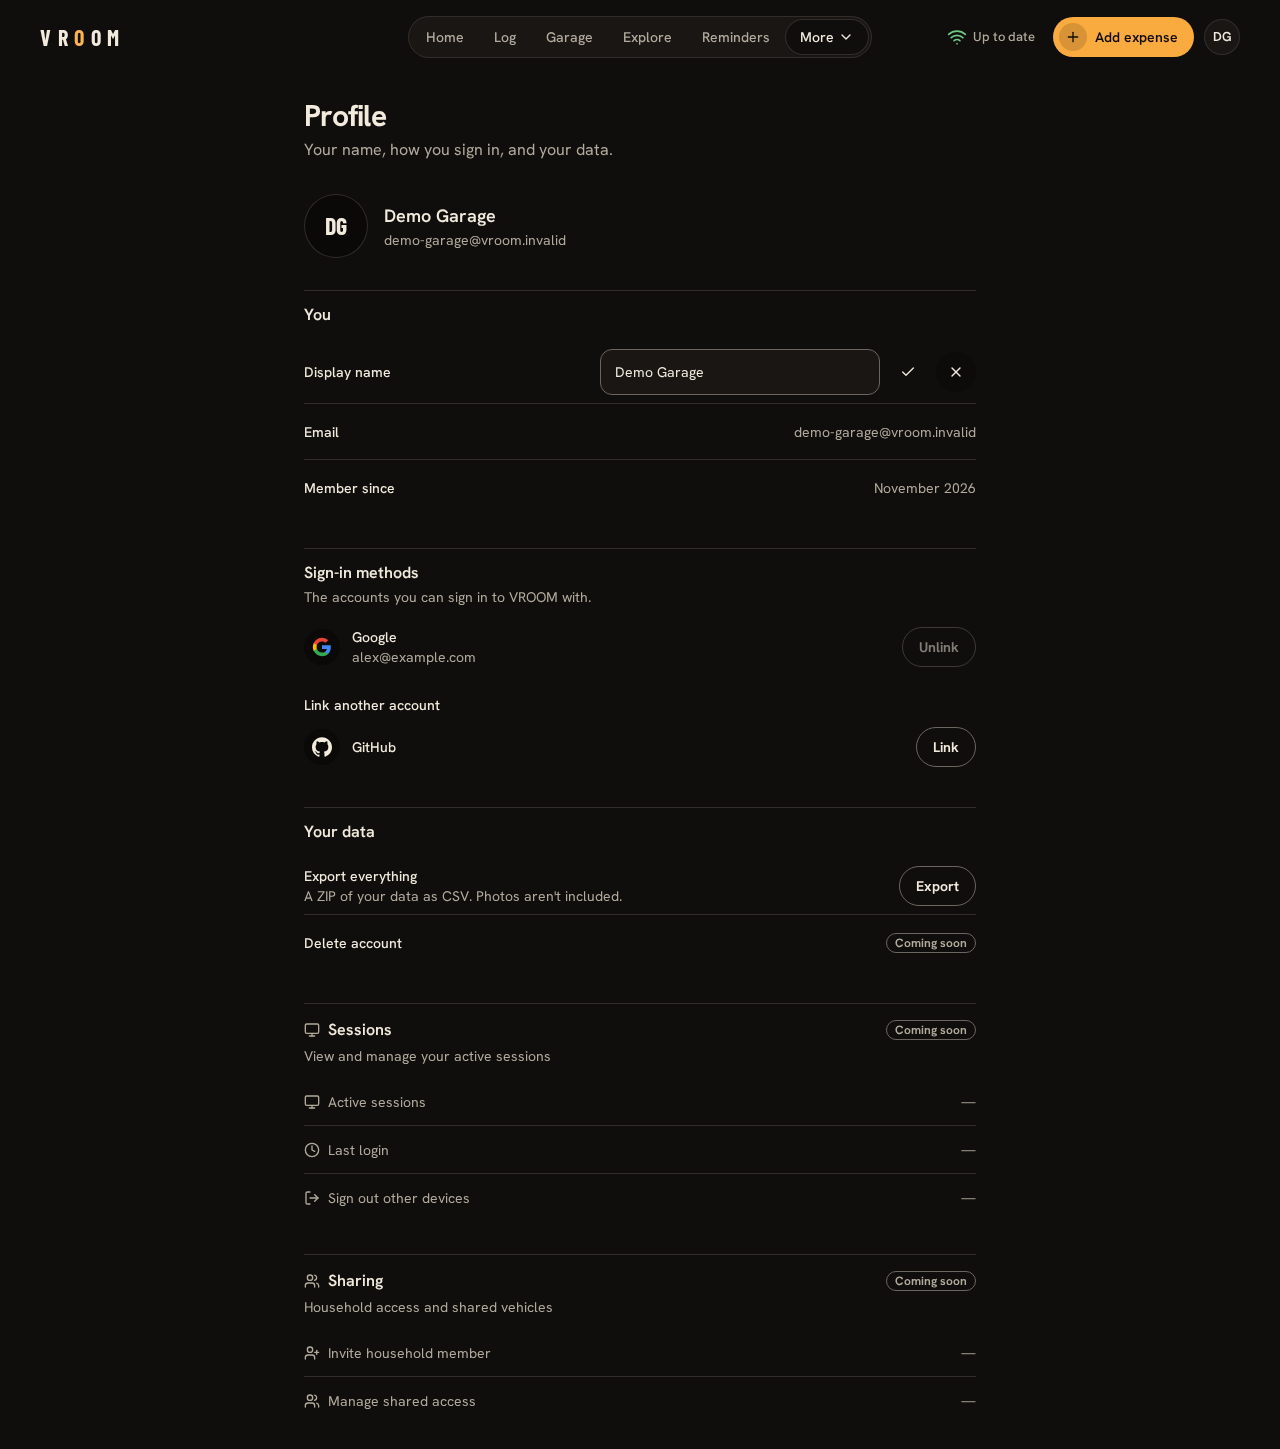 VROOM
Home Log Garage Explore Reminders More
Up to date
Add expense
DG
Profile
Your name, how you sign in, and your data.
DG
Demo Garage
demo-garage@vroom.invalid
You
Display name Demo Garage
Email demo-garage@vroom.invalid
Member since November 2026
Sign-in methods
The accounts you can sign in to VROOM with.
Google
alex@example.com
Unlink
Link another account
GitHub Link
Your data
Export everything
A ZIP of your data as CSV. Photos aren't included.
Export
Delete account Coming soon
Sessions Coming soon
View and manage your active sessions
Active sessions —
Last login —
Sign out other devices —
Sharing Coming soon
Household access and shared vehicles
Invite household member —
Manage shared access —